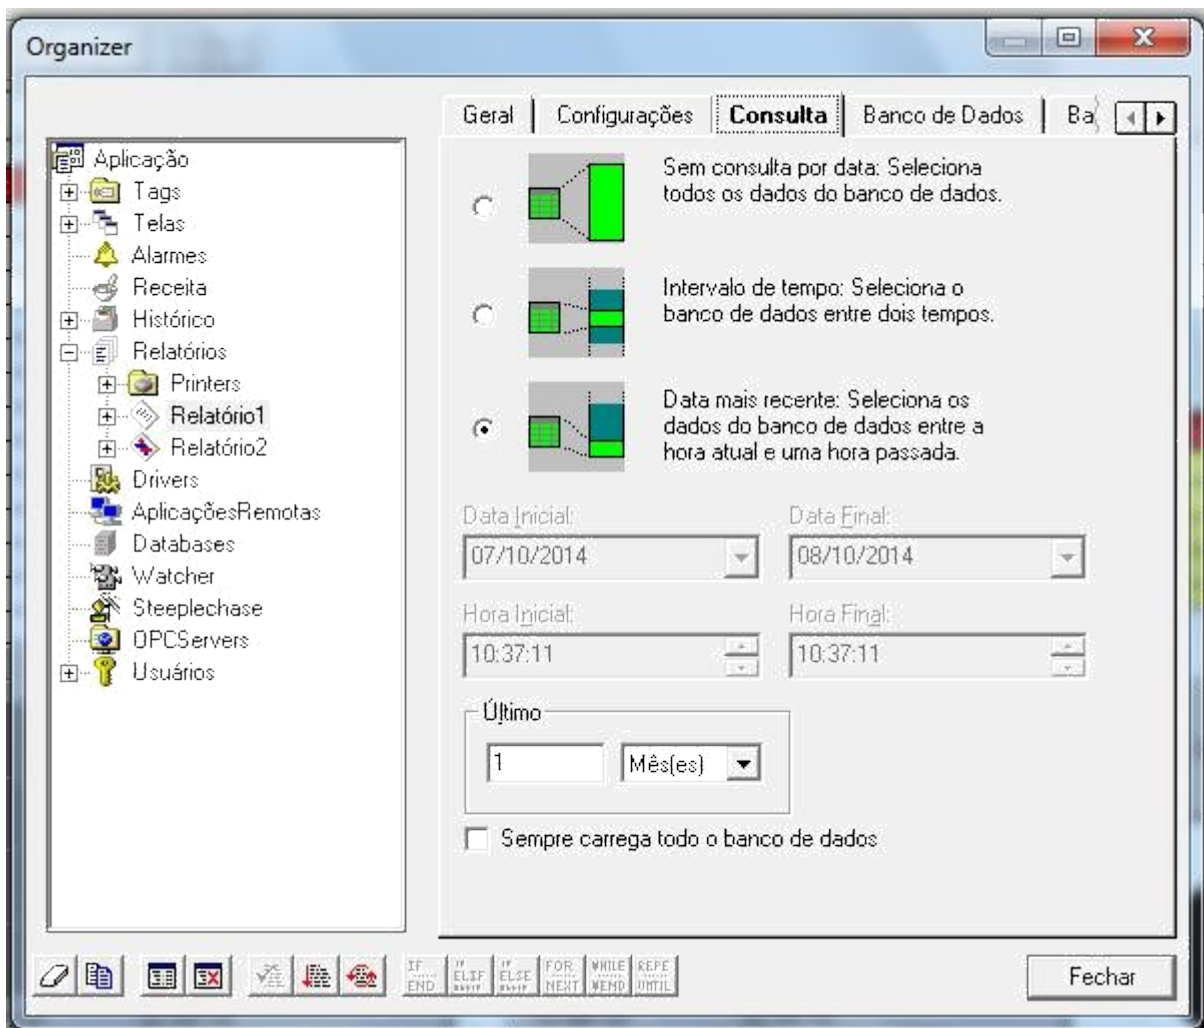 Organizer
Geral
Configurações
Consulta
Banco de Dados
Ba
Aplicação
Tags
Telas
Alarmes
Receita
Histórico
Relatórios
Printers
Relatório1
Relatório2
Drivers
AplicaçõesRemotas
Databases
Watcher
Steeplechase
OPCServers
Usuários
Sem consulta por data: Seleciona
todos os dados do banco de dados.
Intervalo de tempo: Seleciona o
banco de dados entre dois tempos.
Data mais recente: Seleciona os
dados do banco de dados entre a
hora atual e uma hora passada.
Data Inicial:
Data Final:
07/10/2014
08/10/2014
Hora Inicial:
Hora Final:
10:37:11
10:37:11
Último
1
Mês(es)
Sempre carrega todo o banco de dados
IF
END
IF
ELIF
IF
ELSE
FOR
NEXT
WHILE
WEND
REPE
UNTIL
Fechar